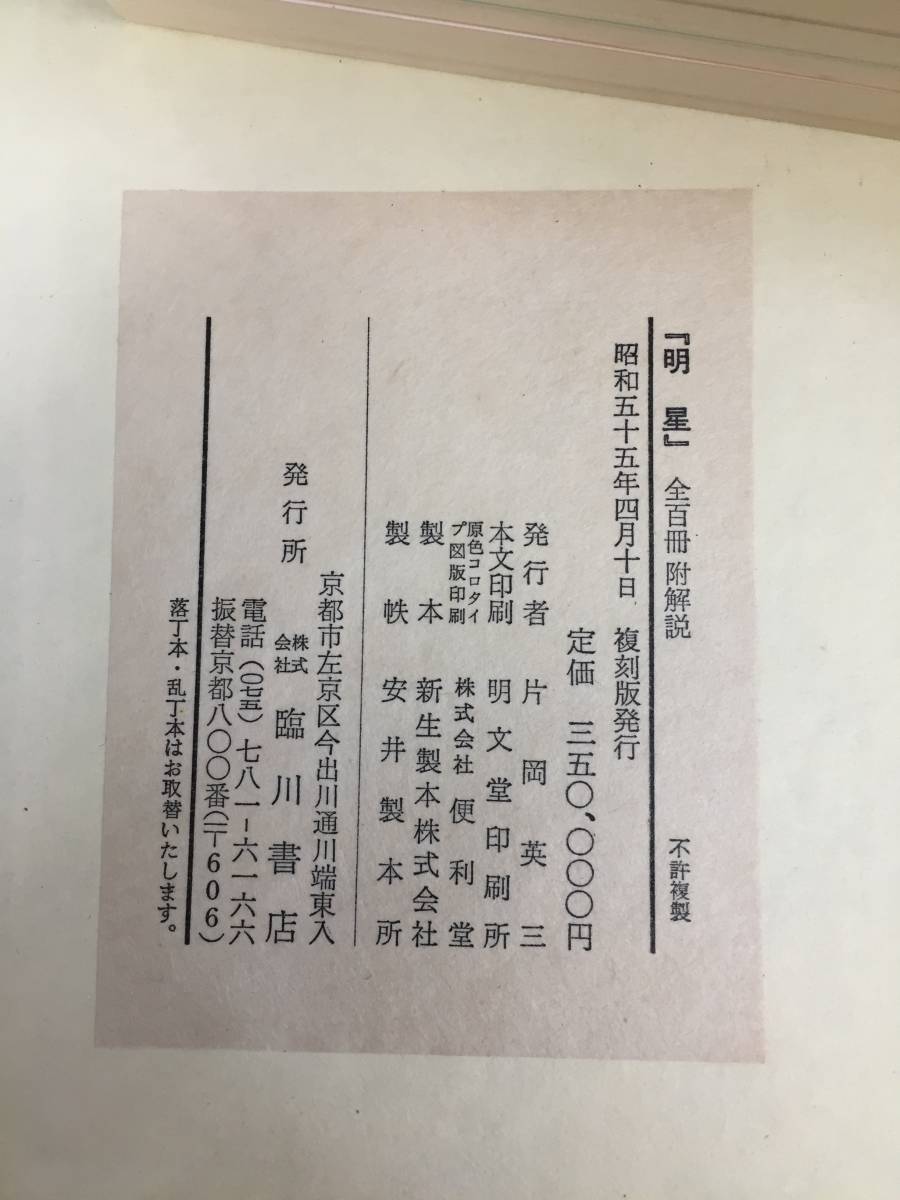 『明　星』　全百冊 附解説　不許複製
昭和五十五年四月十日　複刻版発行
定価　三五〇、〇〇〇円
発行者　片岡英三
本文印刷　明文堂印刷所
原色コロタイプ図版印刷　株式会社　便利堂
製本　新生製本株式会社
製帙　安井製本所
京都市左京区今出川通川端東入
発行所　株式会社　臨川書店
電話（〇七五）七八一－六一六六
振替京都八〇〇番（〒606）
落丁本・乱丁本はお取替いたします。